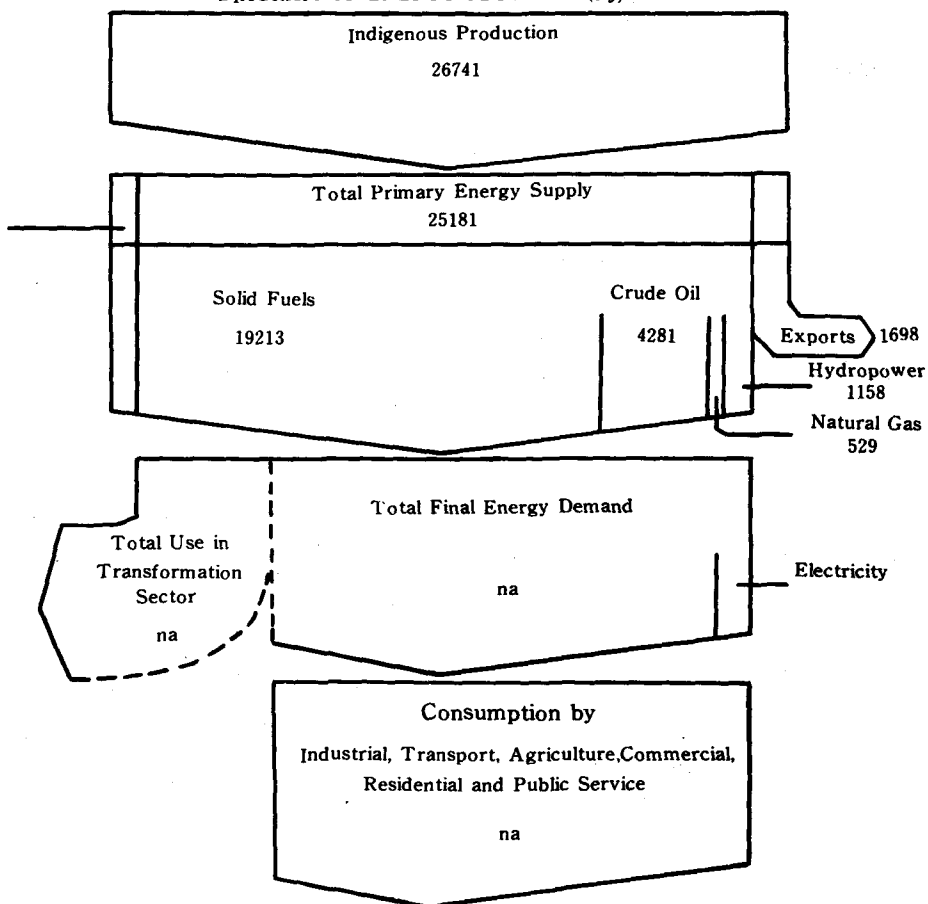 Indigenous Production
26741
Total Primary Energy Supply
25181
Solid Fuels
19213
Crude Oil
4281
Exports 1698
Hydropower
1158
Natural Gas
529
Total Use in
Transformation
Sector
na
Total Final Energy Demand
na
Electricity
Consumption by
Industrial, Transport, Agriculture,Commercial,
Residential and Public Service
na